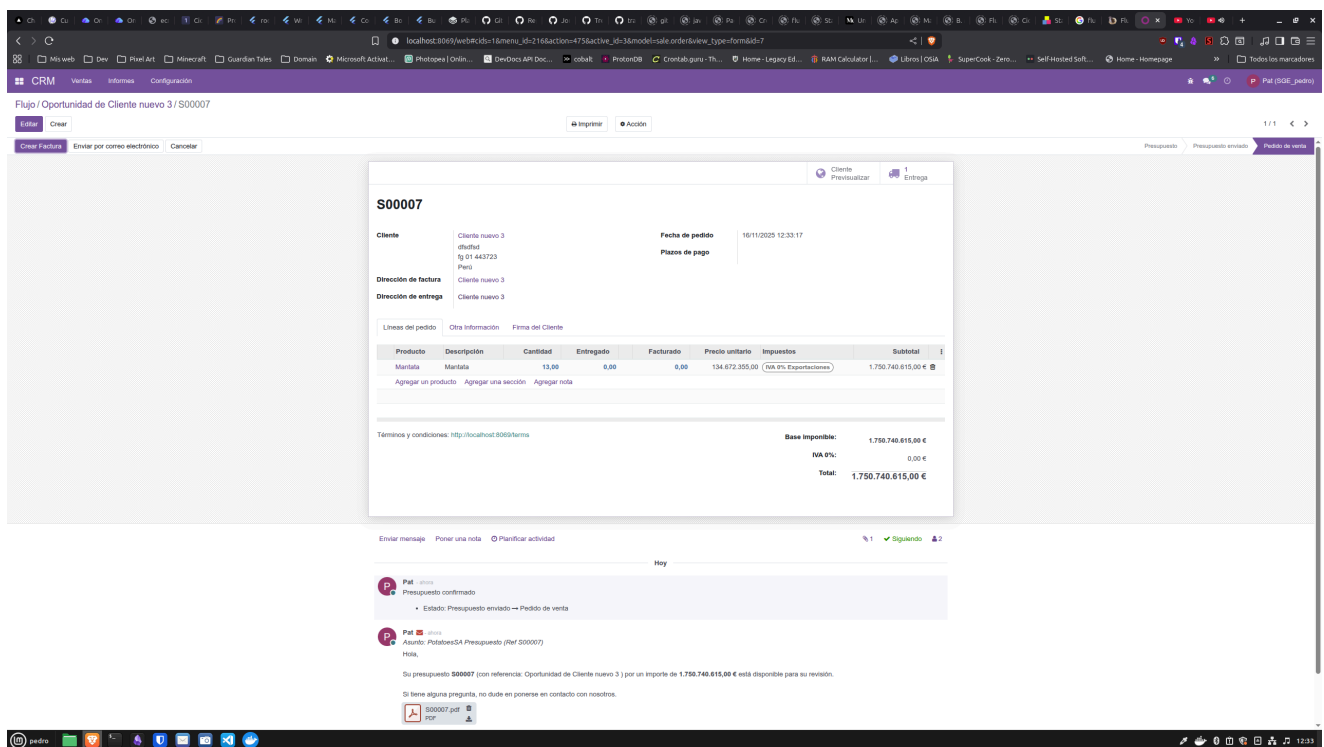 localhost:8069/web#cids=1&menu_id=216&action=475&active_id=3&model=sale.order&view_type=form&id=7
Mis web Dev Pixel Art Minecraft Guardian Tales Domain Microsoft Activat... Photopea | Onlin... DevDocs API Doc... cobalt ProtonDB Crontab.guru - Th... Home - Legacy Ed... RAM Calculator |... Libros | OSiA SuperCook - Zero... Self-Hosted Soft... Home - Homepage » Todos los marcadores
CRM Ventas Informes Configuración Pat (SGE_pedro)
Flujo / Oportunidad de Cliente nuevo 3 / S00007
Editar Crear Imprimir Acción 1 / 1
Crear Factura Enviar por correo electrónico Cancelar Presupuesto Presupuesto enviado Pedido de venta
Cliente Previsualizar 1 Entrega
S00007
Cliente Cliente nuevo 3 Fecha de pedido 16/11/2025 12:33:17
dfsdfsd
fg 01 443723 Plazos de pago
Perú
Dirección de factura Cliente nuevo 3
Dirección de entrega Cliente nuevo 3
Líneas del pedido Otra Información Firma del Cliente
Producto Descripción Cantidad Entregado Facturado Precio unitario Impuestos Subtotal
Mantata Mantata 13,00 0,00 0,00 134.672.355,00 IVA 0% Exportaciones 1.750.740.615,00 €
Agregar un producto Agregar una sección Agregar nota
Términos y condiciones: http://localhost:8069/terms Base imponible: 1.750.740.615,00 €
IVA 0%: 0,00 €
Total: 1.750.740.615,00 €
Enviar mensaje Poner una nota Planificar actividad 1 Siguiendo 2
Hoy
P Pat - ahora
Presupuesto confirmado
• Estado: Presupuesto enviado → Pedido de venta
P Pat - ahora
Asunto: PotatoesSA Presupuesto (Ref S00007)
Hola,
Su presupuesto S00007 (con referencia: Oportunidad de Cliente nuevo 3 ) por un importe de 1.750.740.615,00 € está disponible para su revisión.
Si tiene alguna pregunta, no dude en ponerse en contacto con nosotros.
S00007.pdf
PDF
pedro 12:33